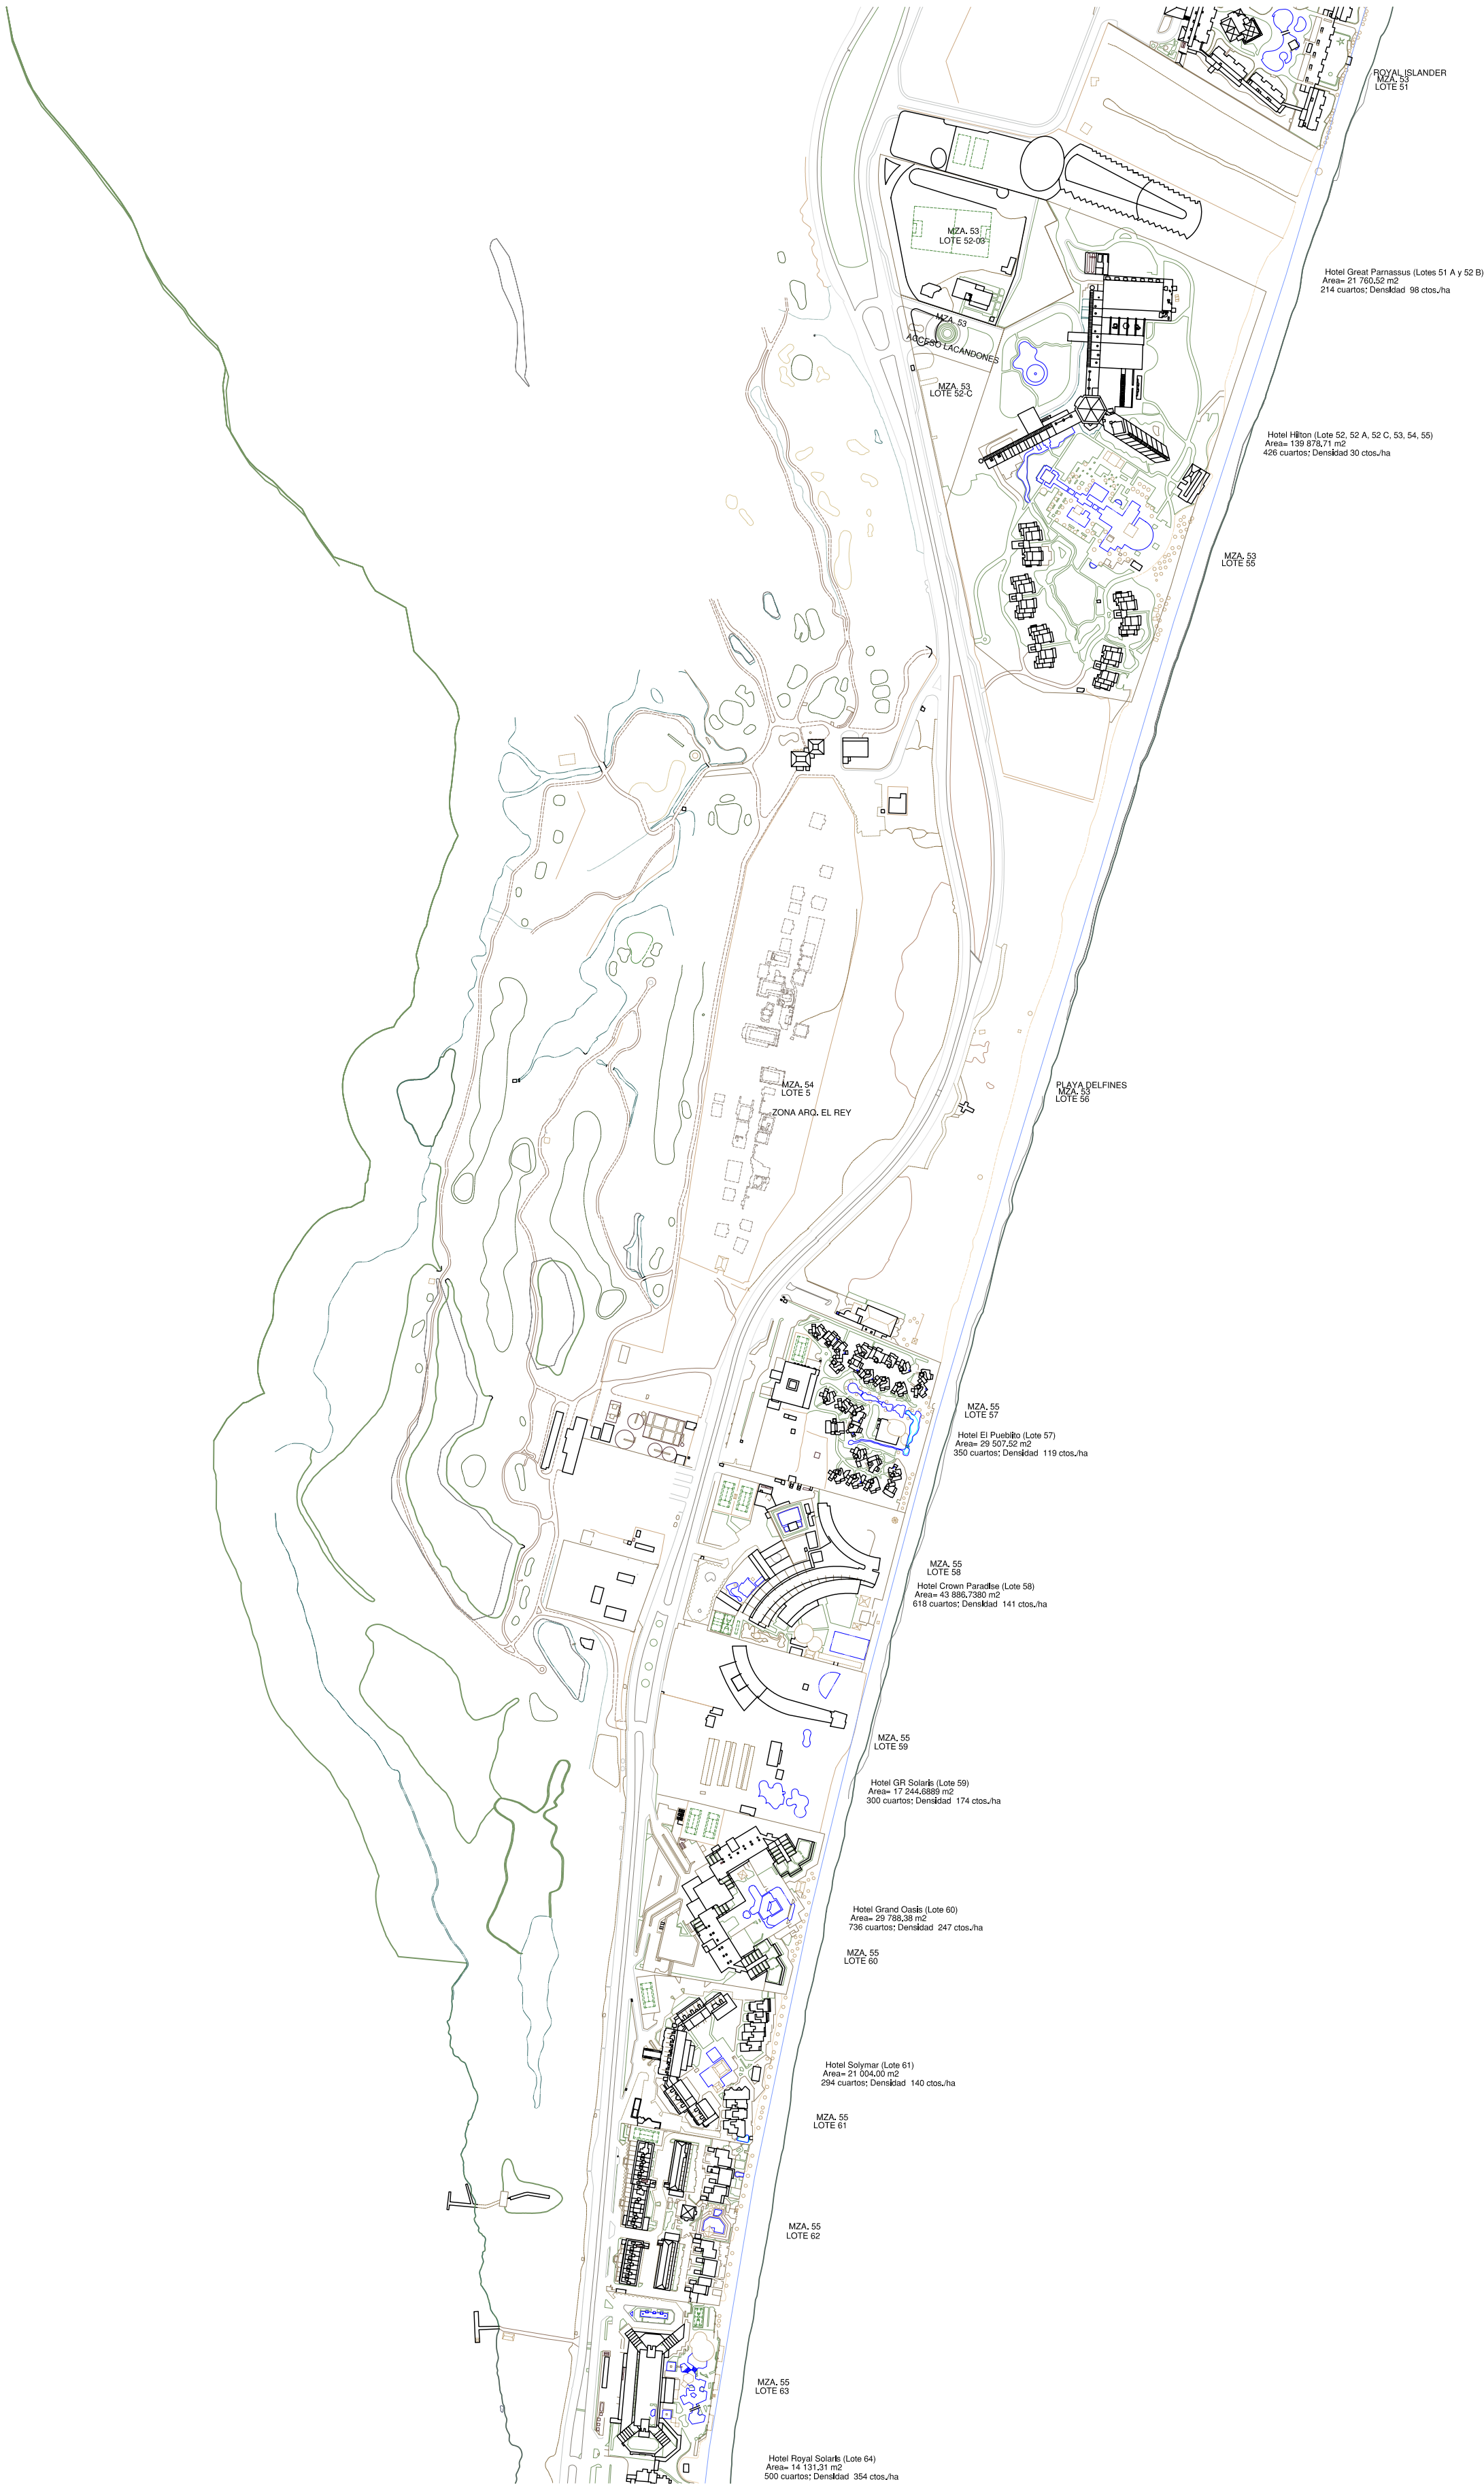 ROYAL ISLANDER
MZA. 53
LOTE 51
MZA. 53
LOTE 52-03
Hotel Great Parnassus (Lotes 51 A y 52 B)
Area= 21 760.52 m2
214 cuartos; Densidad 98 ctos./ha
MZA. 53
ACCESO LACANDONES
MZA. 53
LOTE 52-C
Hotel Hilton (Lote 52, 52 A, 52 C, 53, 54, 55)
Area= 139 878.71 m2
426 cuartos; Densidad 30 ctos./ha
MZA. 53
LOTE 55
MZA. 54
LOTE 5
ZONA ARQ. EL REY
PLAYA DELFINES
MZA. 53
LOTE 56
MZA. 55
LOTE 57
Hotel El Pueblito (Lote 57)
Area= 29 507.52 m2
350 cuartos; Densidad 119 ctos./ha
MZA. 55
LOTE 58
Hotel Crown Paradise (Lote 58)
Area= 43 886.7380 m2
618 cuartos; Densidad 141 ctos./ha
MZA. 55
LOTE 59
Hotel GR Solaris (Lote 59)
Area= 17 244.6889 m2
300 cuartos; Densidad 174 ctos./ha
Hotel Grand Oasis (Lote 60)
Area= 29 788.38 m2
736 cuartos; Densidad 247 ctos./ha
MZA. 55
LOTE 60
Hotel Solymar (Lote 61)
Area= 21 004.00 m2
294 cuartos; Densidad 140 ctos./ha
MZA. 55
LOTE 61
MZA. 55
LOTE 62
MZA. 55
LOTE 63
Hotel Royal Solaris (Lote 64)
Area= 14 131.31 m2
500 cuartos; Densidad 354 ctos./ha